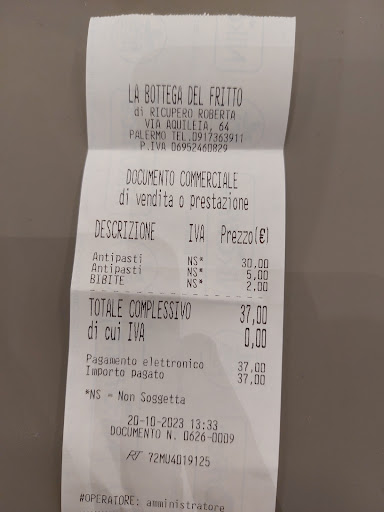 LA BOTTEGA DEL FRITTO
di RICUPERO ROBERTA
VIA AQUILEIA, 64
PALERMO TEL.0917363911
P.IVA 06952460829
DOCUMENTO COMMERCIALE
di vendita o prestazione
DESCRIZIONE IVA Prezzo(€)
Antipasti NS* 30,00
Antipasti NS* 5,00
BIBITE NS* 2,00
TOTALE COMPLESSIVO 37,00
di cui IVA 0,00
Pagamento elettronico 37,00
Importo pagato 37,00
*NS = Non Soggetta
20-10-2023 13:33
DOCUMENTO N. 0626-0009
RT 72MU4019125
#OPERATORE: amministratore